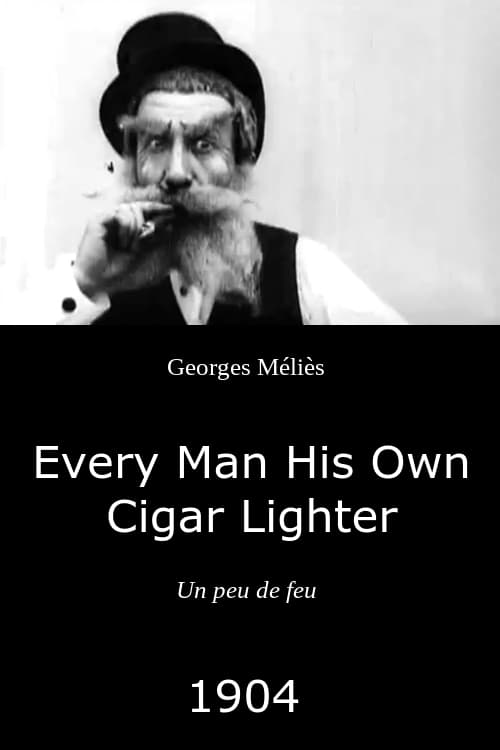 Georges Méliès
Every Man His Own
Cigar Lighter
Un peu de feu
1904